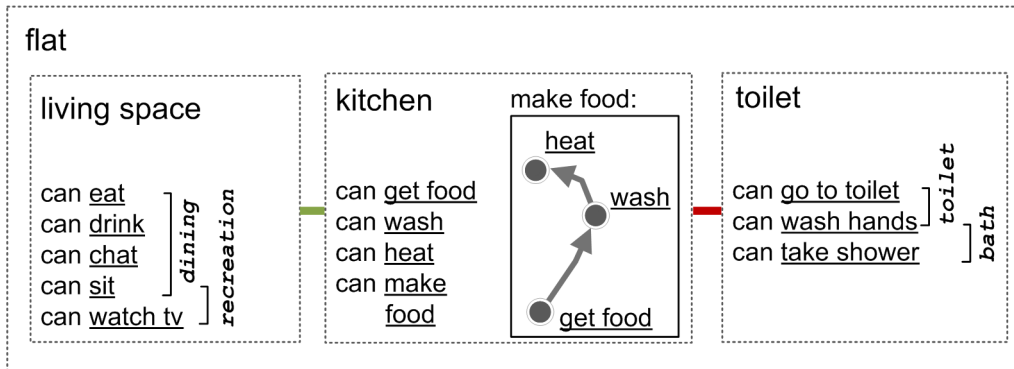 flat
living space
can eat
can drink
can chat
can sit
can watch tv
dining
recreation
kitchen
can get food
can wash
can heat
can make
food
make food:
heat
wash
get food
toilet
can go to toilet
can wash hands
can take shower
toilet
bath